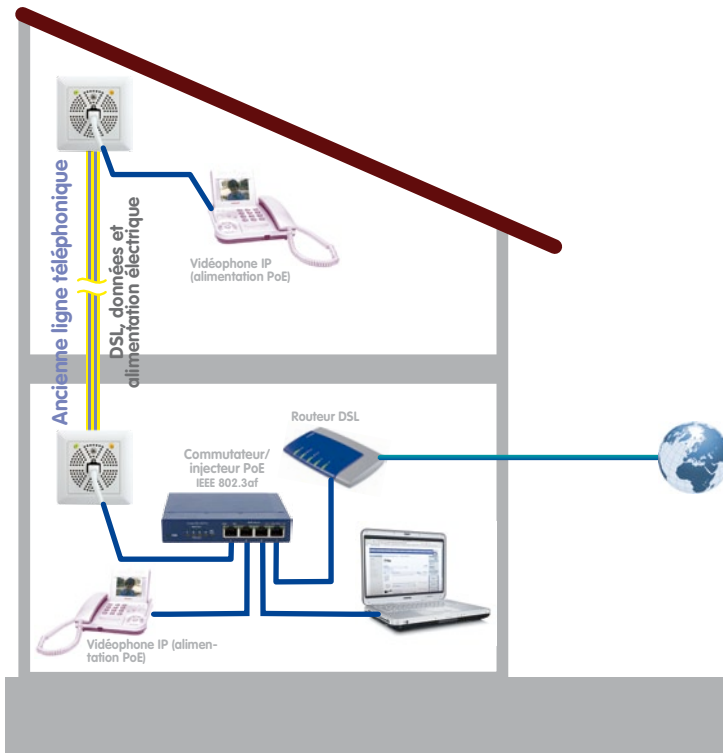 Ancienne ligne téléphonique
DSL, données et
alimentation électrique
Vidéophone IP
(alimentation PoE)
Routeur DSL
Commutateur/
injecteur PoE
IEEE 802.3af
Vidéophone IP (alimen-
tation PoE)